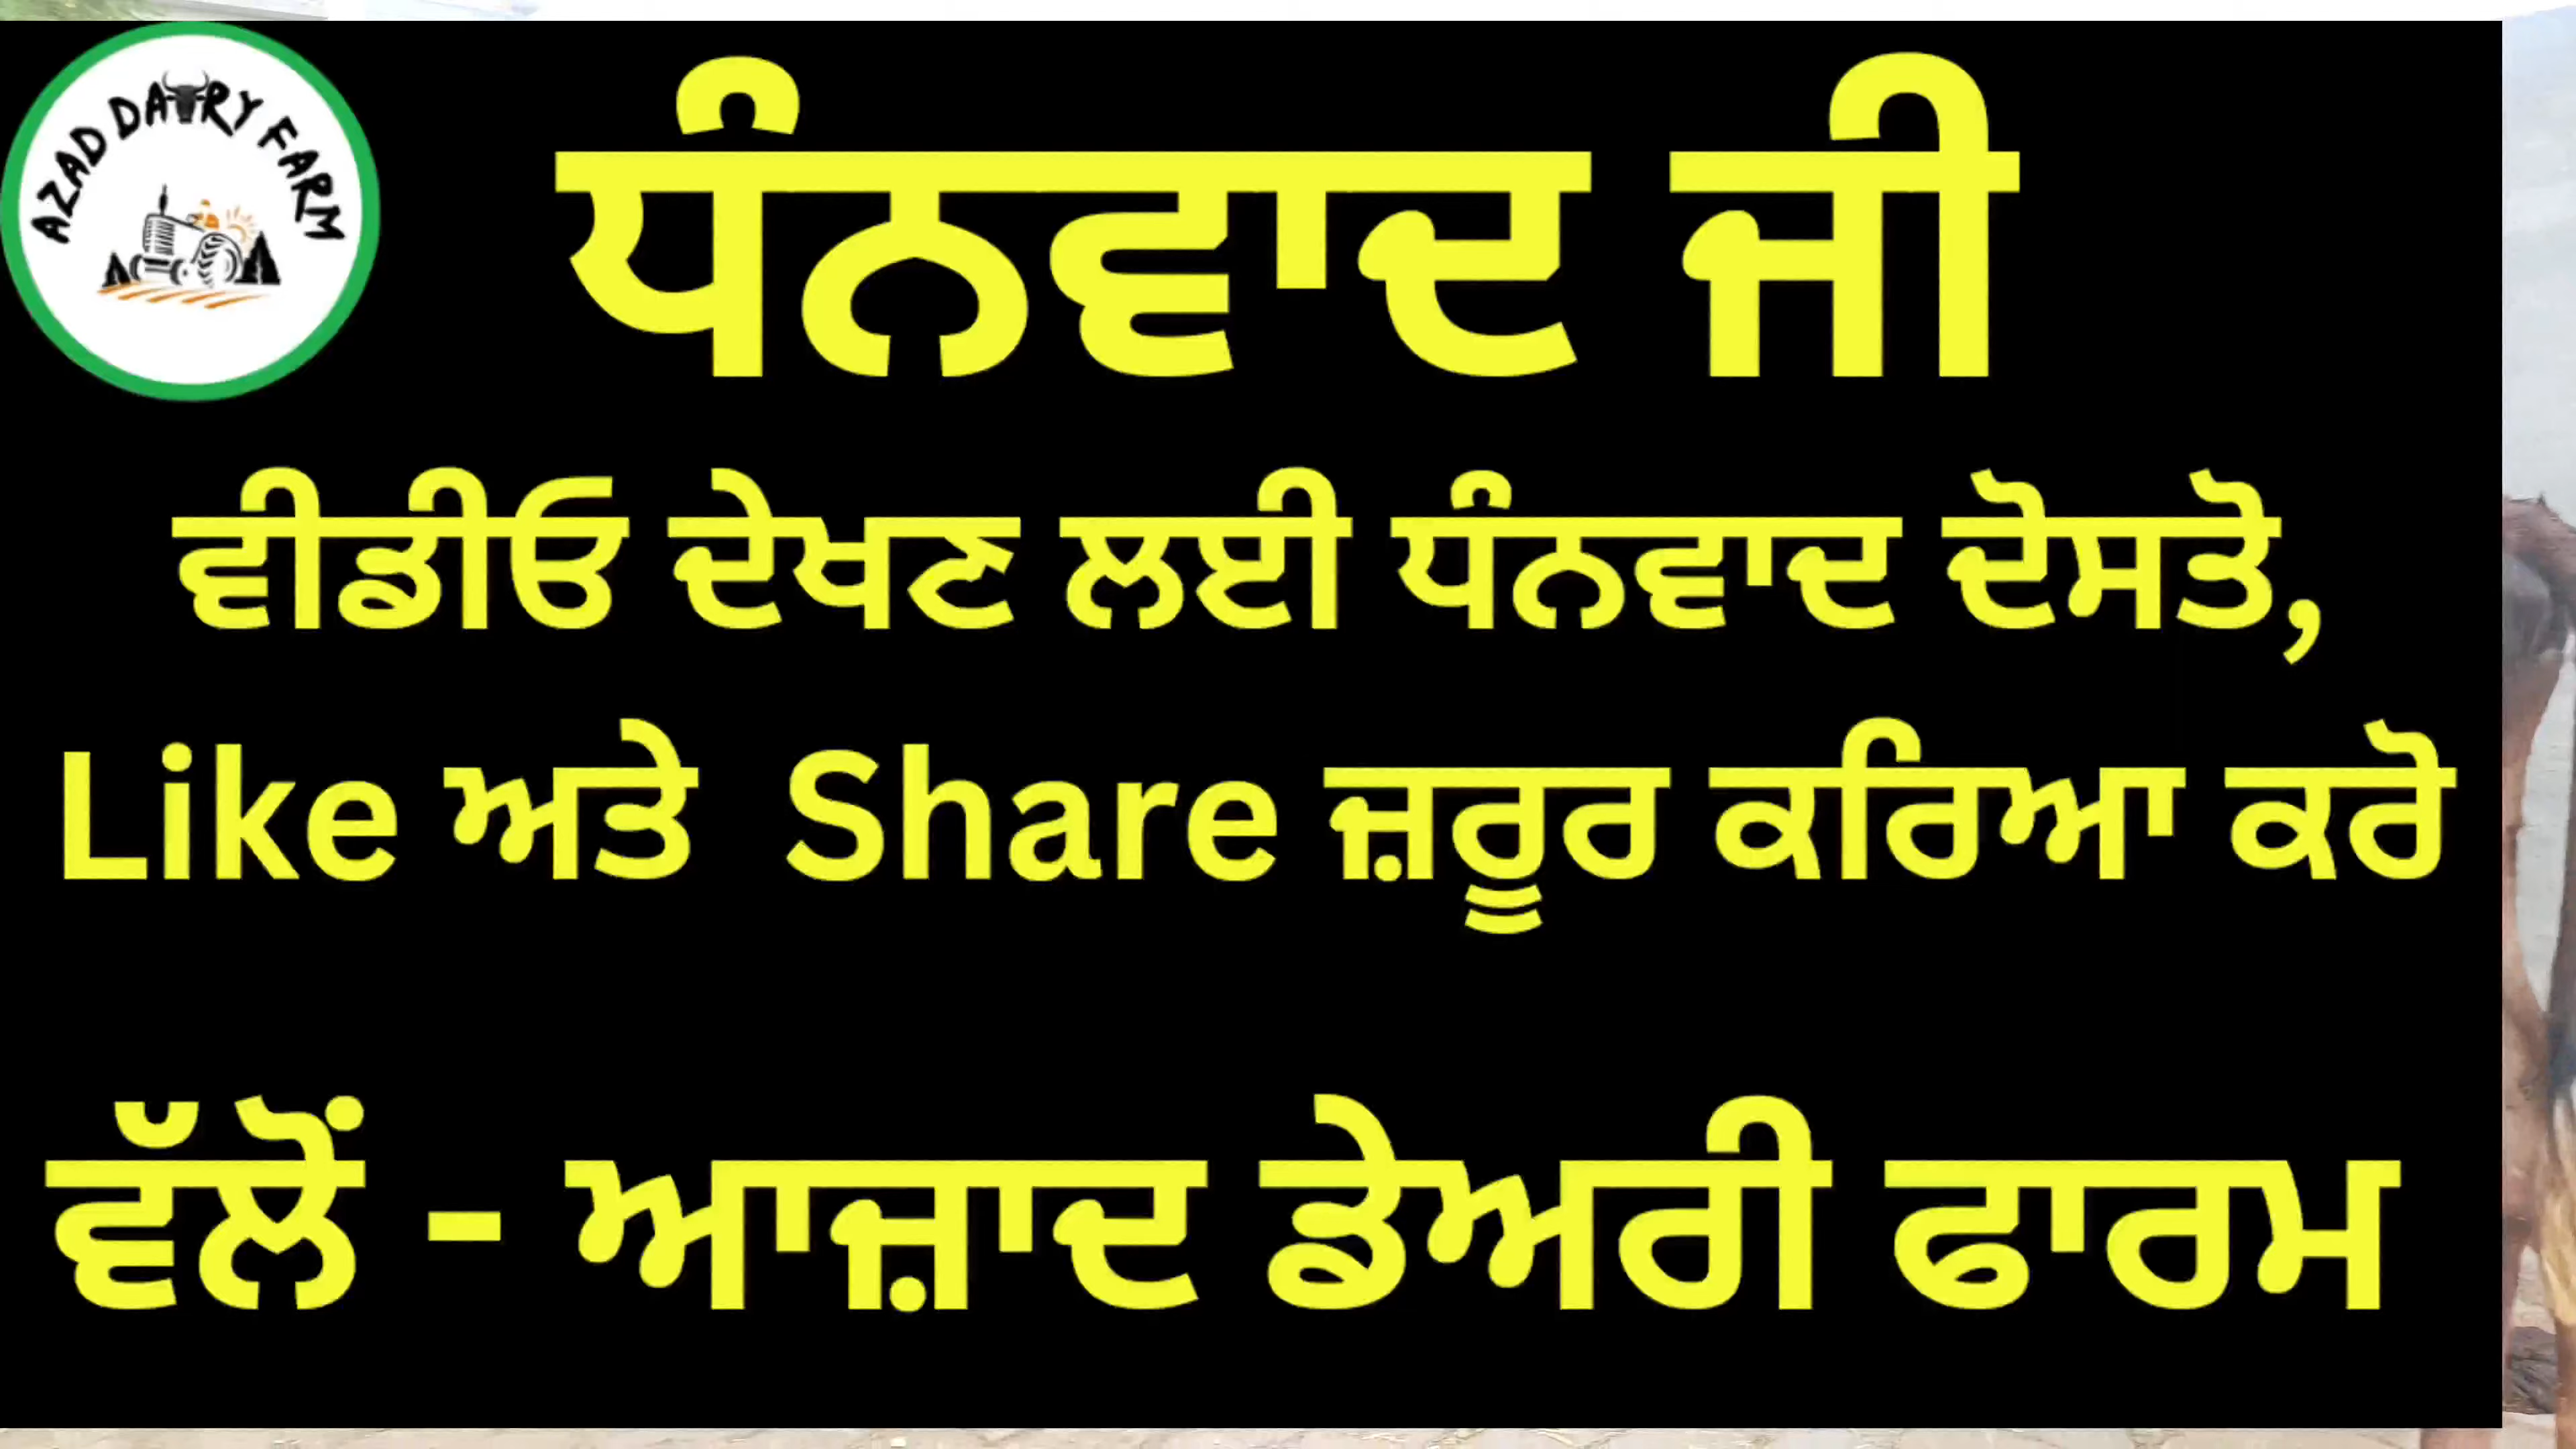 AZAD DAIRY FARM
ਧੰਨਵਾਦ ਜੀ
ਵੀਡੀਓ ਦੇਖਣ ਲਈ ਧੰਨਵਾਦ ਦੋਸਤੋ,
Like ਅਤੇ Share ਜ਼ਰੂਰ ਕਰਿਆ ਕਰੋ
ਵੱਲੋਂ - ਆਜ਼ਾਦ ਡੇਅਰੀ ਫਾਰਮ